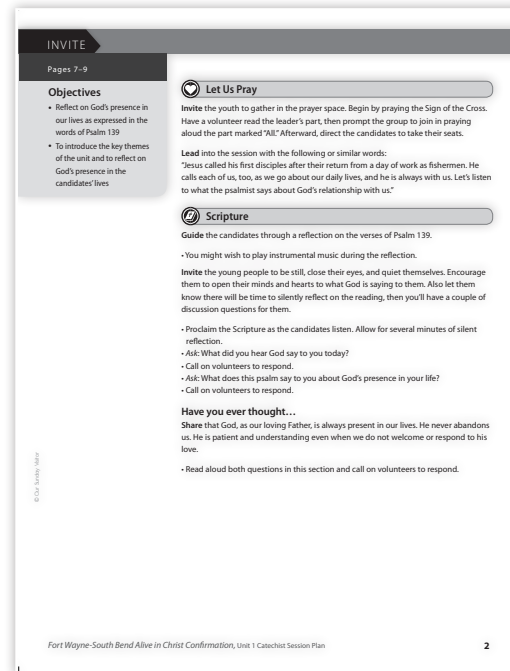 INVITE
Pages 7–9
Objectives
• Reflect on God's presence in
our lives as expressed in the
words of Psalm 139
• To introduce the key themes
of the unit and to reflect on
God's presence in the
candidates' lives
Let Us Pray
Invite the youth to gather in the prayer space. Begin by praying the Sign of the Cross.
Have a volunteer read the leader's part, then prompt the group to join in praying
aloud the part marked "All." Afterward, direct the candidates to take their seats.
Lead into the session with the following or similar words:
"Jesus called his first disciples after their return from a day of work as fishermen. He
calls each of us, too, as we go about our daily lives, and he is always with us. Let's listen
to what the psalmist says about God's relationship with us."
Scripture
Guide the candidates through a reflection on the verses of Psalm 139.
• You might wish to play instrumental music during the reflection.
Invite the young people to be still, close their eyes, and quiet themselves. Encourage
them to open their minds and hearts to what God is saying to them. Also let them
know there will be time to silently reflect on the reading, then you'll have a couple of
discussion questions for them.
• Proclaim the Scripture as the candidates listen. Allow for several minutes of silent
reflection.
• Ask: What did you hear God say to you today?
• Call on volunteers to respond.
• Ask: What does this psalm say to you about God's presence in your life?
• Call on volunteers to respond.
Have you ever thought…
Share that God, as our loving Father, is always present in our lives. He never abandons
us. He is patient and understanding even when we do not welcome or respond to his
love.
• Read aloud both questions in this section and call on volunteers to respond.
© Our Sunday Visitor
Fort Wayne-South Bend Alive in Christ Confirmation, Unit 1 Catechist Session Plan
2